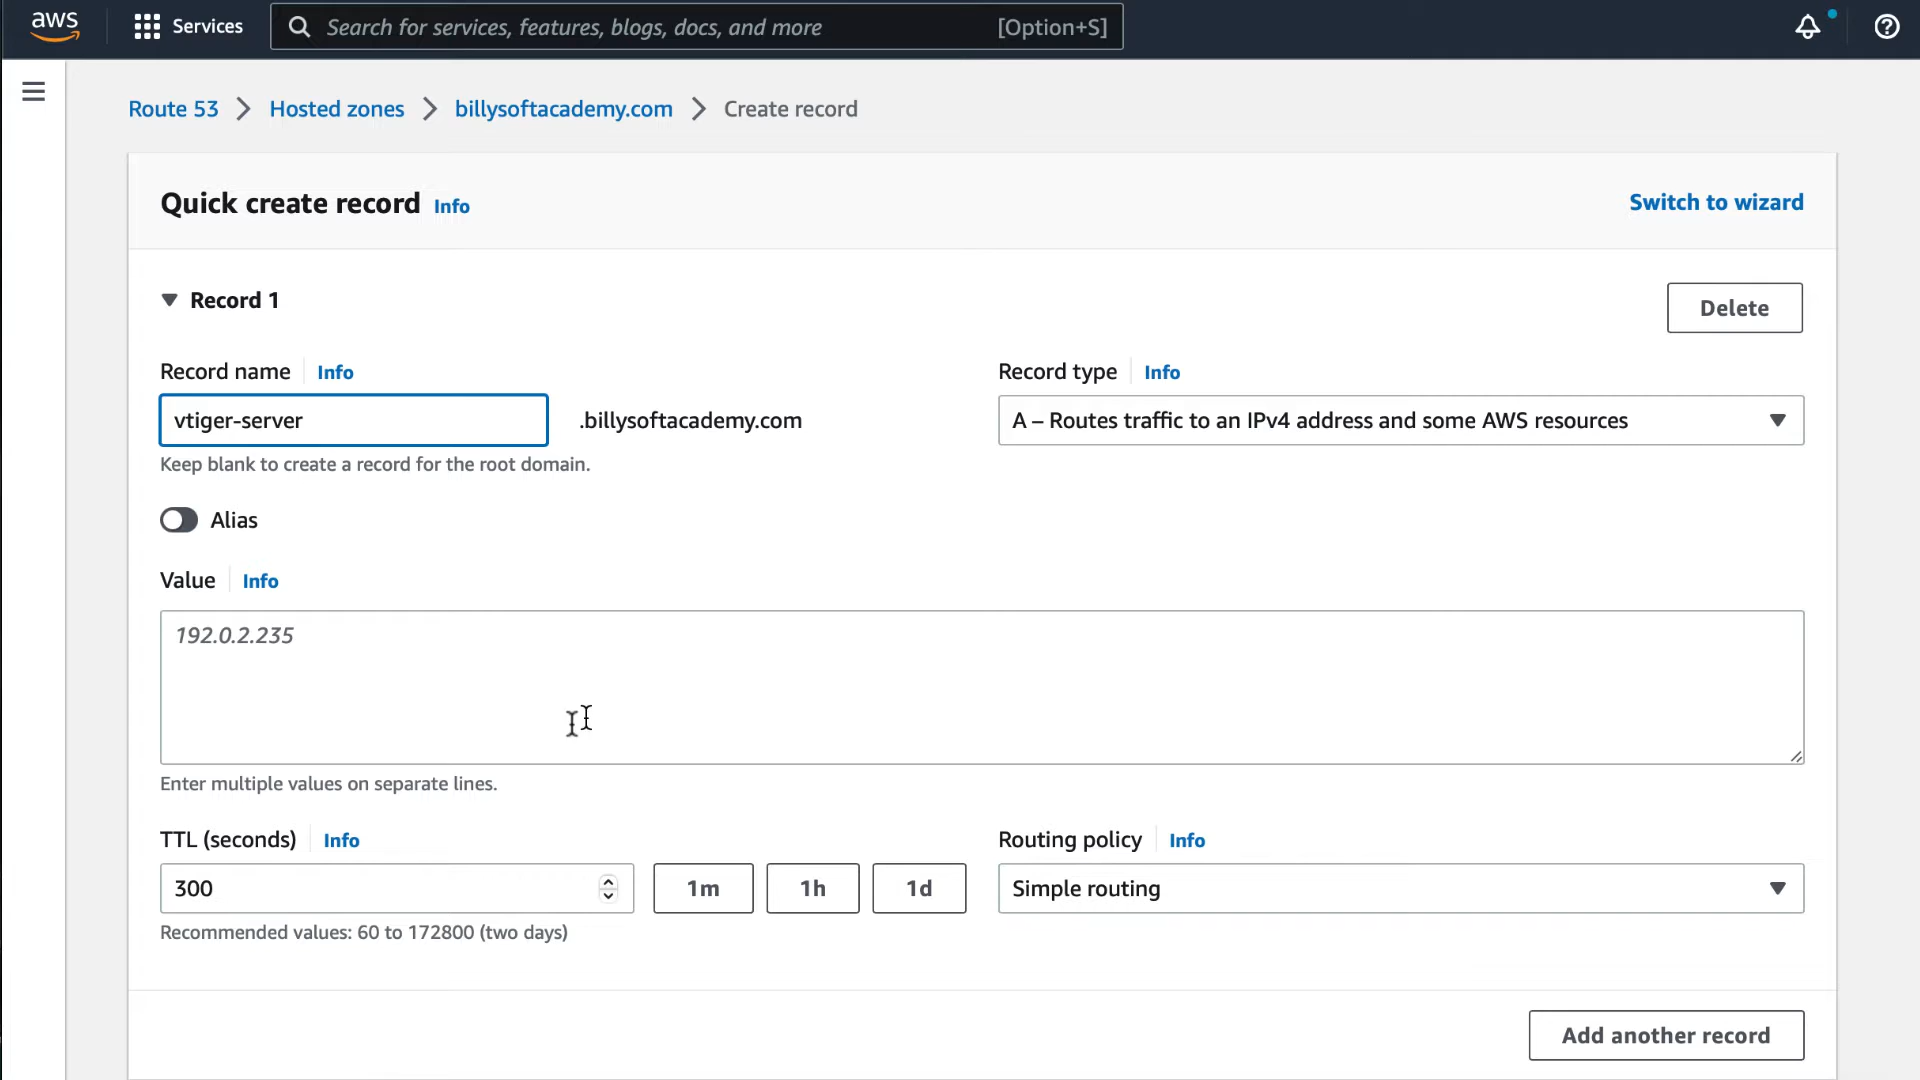 aws Services Search for services, features, blogs, docs, and more [Option+S]
Route 53 Hosted zones billysoftacademy.com Create record
Quick create record Info Switch to wizard
Record 1 Delete
Record name Info Record type Info
vtiger-server .billysoftacademy.com A – Routes traffic to an IPv4 address and some AWS resources
Keep blank to create a record for the root domain.
Alias
Value Info
192.0.2.235
Enter multiple values on separate lines.
TTL (seconds) Info Routing policy Info
300 1m 1h 1d Simple routing
Recommended values: 60 to 172800 (two days)
Add another record